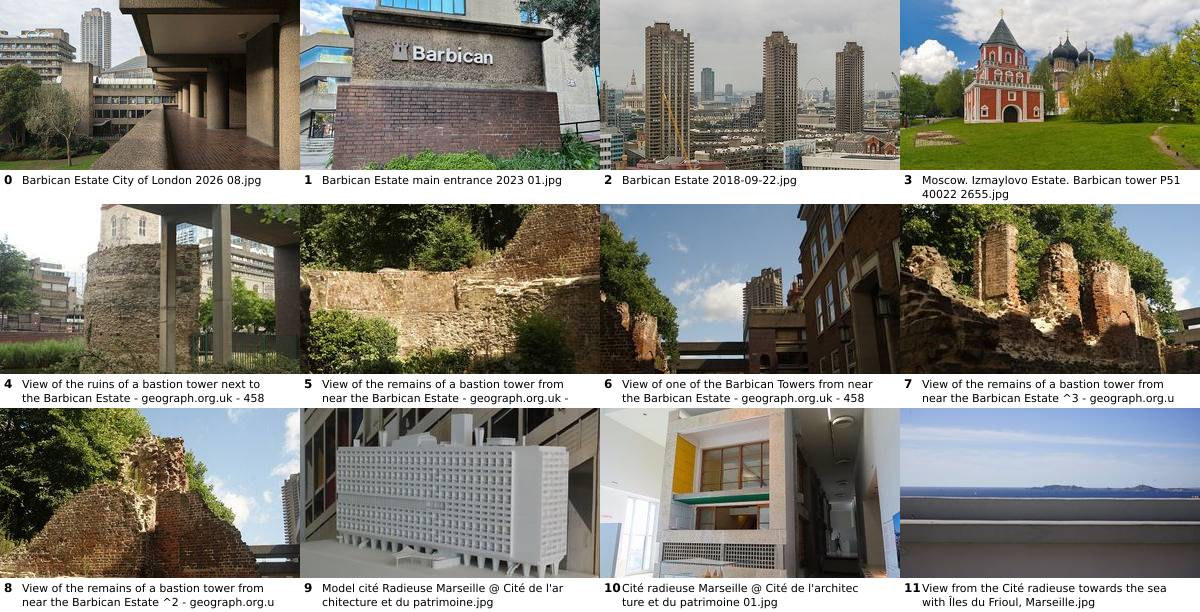 Barbican
0 Barbican Estate City of London 2026 08.jpg
1 Barbican Estate main entrance 2023 01.jpg
2 Barbican Estate 2018-09-22.jpg
3 Moscow. Izmaylovo Estate. Barbican tower P51
40022 2655.jpg
4 View of the ruins of a bastion tower next to
the Barbican Estate - geograph.org.uk - 458
5 View of the remains of a bastion tower from
near the Barbican Estate - geograph.org.uk -
6 View of one of the Barbican Towers from near
the Barbican Estate - geograph.org.uk - 458
7 View of the remains of a bastion tower from
near the Barbican Estate ^3 - geograph.org.u
8 View of the remains of a bastion tower from
near the Barbican Estate ^2 - geograph.org.u
9 Model cité Radieuse Marseille @ Cité de l'ar
chitecture et du patrimoine.jpg
10 Cité radieuse Marseille @ Cité de l'architec
ture et du patrimoine 01.jpg
11 View from the Cité radieuse towards the sea
with Îles du Frioul, Marseille.jpg